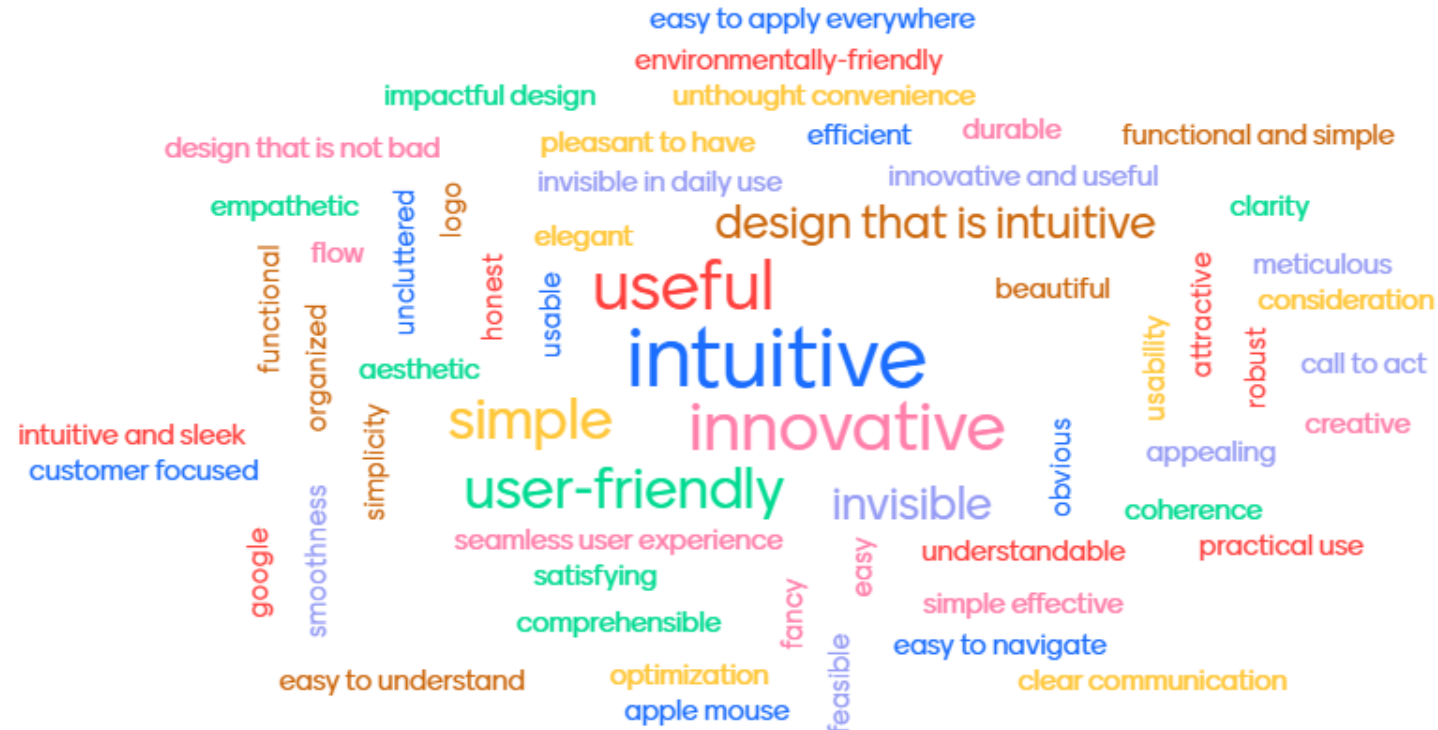 easy to apply everywhere
environmentally-friendly
impactful design
unthought convenience
design that is not bad
pleasant to have
efficient
durable
functional and simple
invisible in daily use
innovative and useful
empathetic
uncluttered
logo
design that is intuitive
clarity
flow
elegant
functional
honest
usable
useful
beautiful
attractive
meticulous
consideration
organized
aesthetic
intuitive
usability
robust
call to act
simplicity
simple
innovative
obvious
creative
intuitive and sleek
customer focused
appealing
user-friendly
invisible
coherence
google
smoothness
seamless user experience
easy
understandable
practical use
satisfying
fancy
simple effective
comprehensible
feasible
easy to navigate
easy to understand
optimization
clear communication
apple mouse